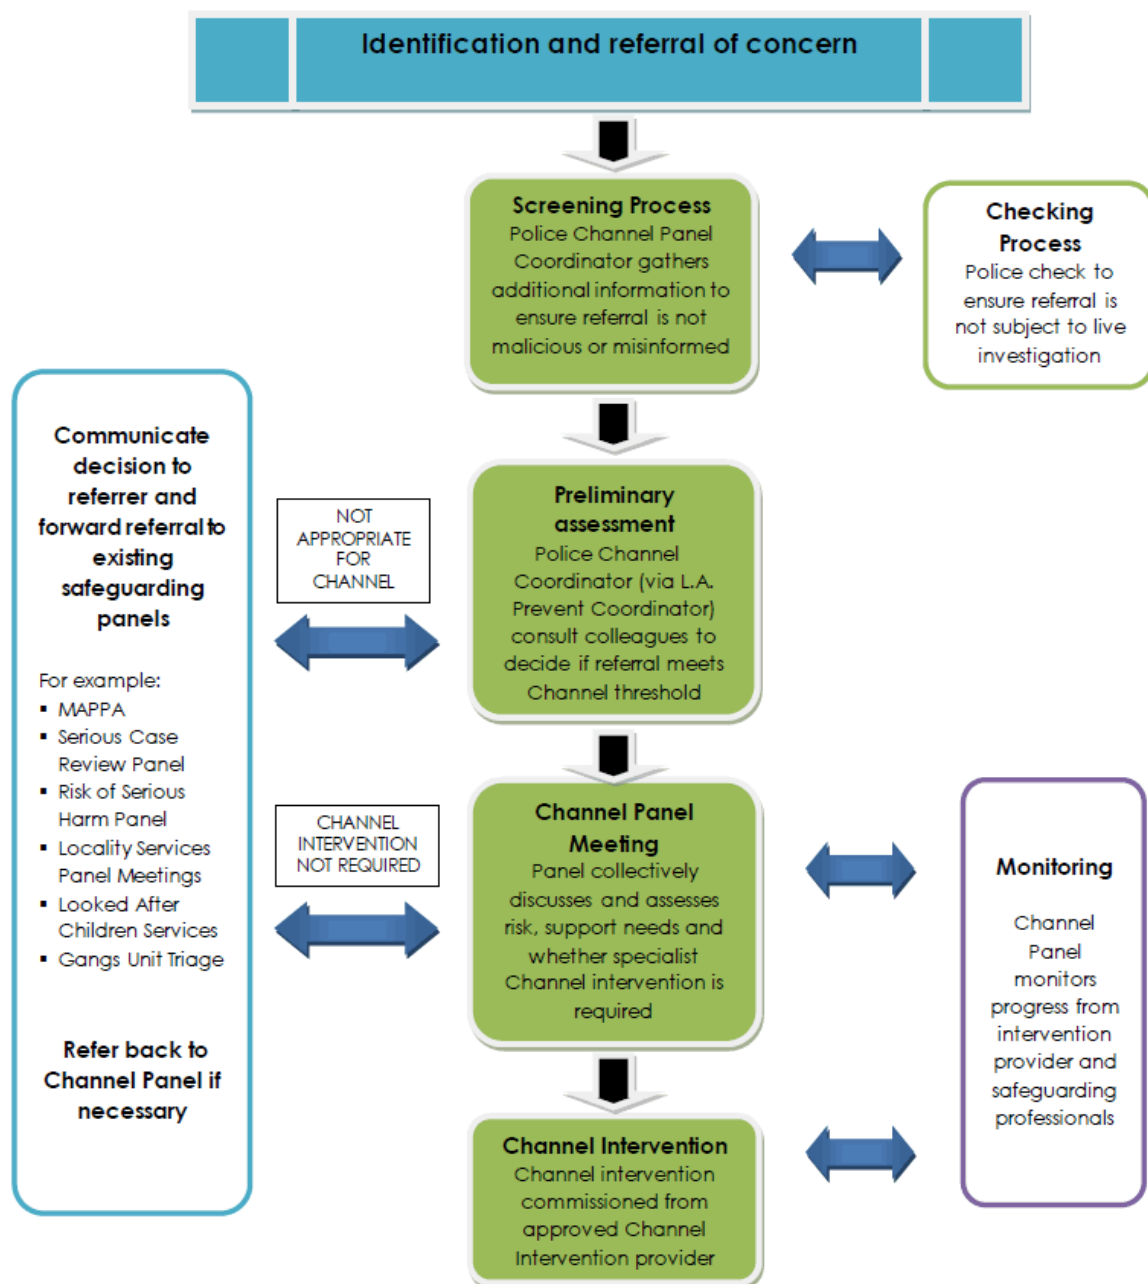 Identification and referral of concern
Screening Process
Police Channel Panel
Coordinator gathers
additional information to
ensure referral is not
malicious or misinformed
Checking
Process
Police check to
ensure referral is
not subject to live
investigation
Communicate
decision to
referrer and
forward referral to
existing
safeguarding
panels
For example:
▪ MAPPA
▪ Serious Case
Review Panel
▪ Risk of Serious
Harm Panel
▪ Locality Services
Panel Meetings
▪ Looked After
Children Services
▪ Gangs Unit Triage
Refer back to
Channel Panel if
necessary
NOT
APPROPRIATE
FOR
CHANNEL
Preliminary
assessment
Police Channel
Coordinator (via L.A.
Prevent Coordinator)
consult colleagues to
decide if referral meets
Channel threshold
CHANNEL
INTERVENTION
NOT REQUIRED
Channel Panel
Meeting
Panel collectively
discusses and assesses
risk, support needs and
whether specialist
Channel intervention is
required
Monitoring
Channel
Panel
monitors
progress from
intervention
provider and
safeguarding
professionals
Channel Intervention
Channel intervention
commissioned from
approved Channel
Intervention provider